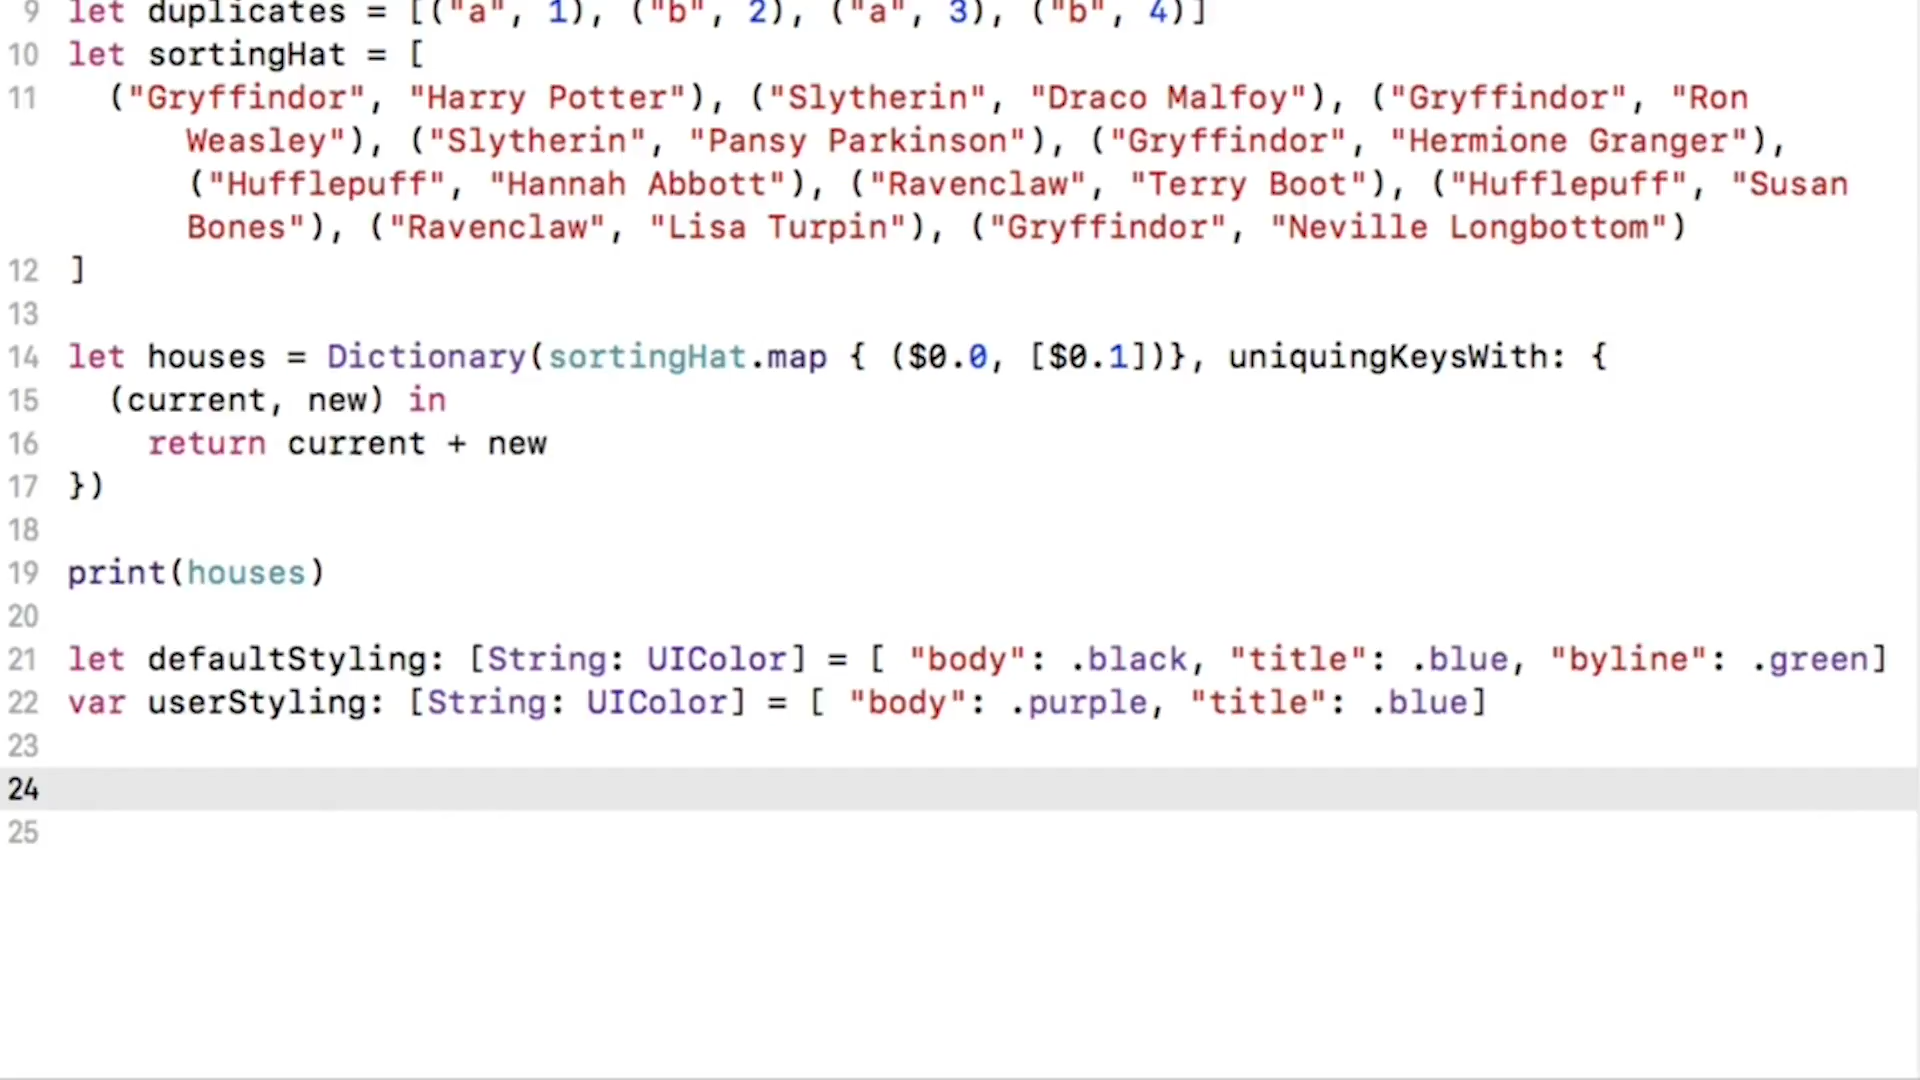 9 let duplicates = [("a", 1), ("b", 2), ("a", 3), ("b", 4)]
10 let sortingHat = [
11 ("Gryffindor", "Harry Potter"), ("Slytherin", "Draco Malfoy"), ("Gryffindor", "Ron
Weasley"), ("Slytherin", "Pansy Parkinson"), ("Gryffindor", "Hermione Granger"),
("Hufflepuff", "Hannah Abbott"), ("Ravenclaw", "Terry Boot"), ("Hufflepuff", "Susan
Bones"), ("Ravenclaw", "Lisa Turpin"), ("Gryffindor", "Neville Longbottom")
12 ]
13
14 let houses = Dictionary(sortingHat.map { ($0.0, [$0.1])}, uniquingKeysWith: {
15 (current, new) in
16 return current + new
17 })
18
19 print(houses)
20
21 let defaultStyling: [String: UIColor] = [ "body": .black, "title": .blue, "byline": .green]
22 var userStyling: [String: UIColor] = [ "body": .purple, "title": .blue]
23
24
25